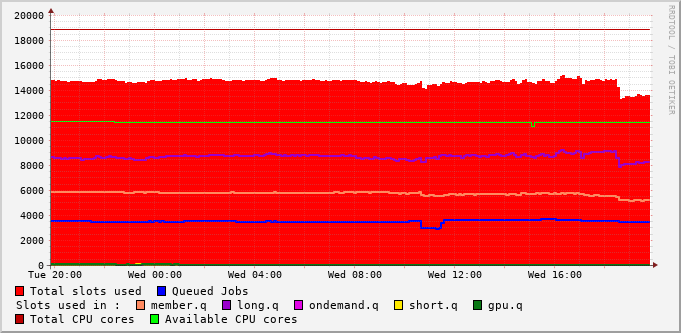 20000
18000
16000
14000
12000
10000
8000
6000
4000
2000
0
Tue 20:00 Wed 00:00 Wed 04:00 Wed 08:00 Wed 12:00 Wed 16:00
Total slots used Queued Jobs
Slots used in : member.q long.q ondemand.q short.q gpu.q
Total CPU cores Available CPU cores
RRDTOOL / TOBI OETIKER